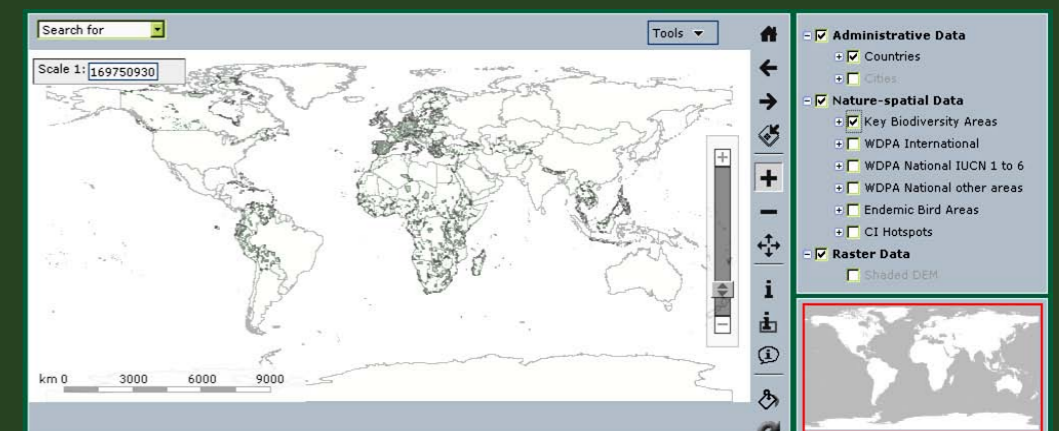 Search for
Tools
Scale 1: 169750930
km 0 3000 6000 9000
Administrative Data
Countries
Cities
Nature-spatial Data
Key Biodiversity Areas
WDPA International
WDPA National IUCN 1 to 6
WDPA National other areas
Endemic Bird Areas
CI Hotspots
Raster Data
Shaded DEM